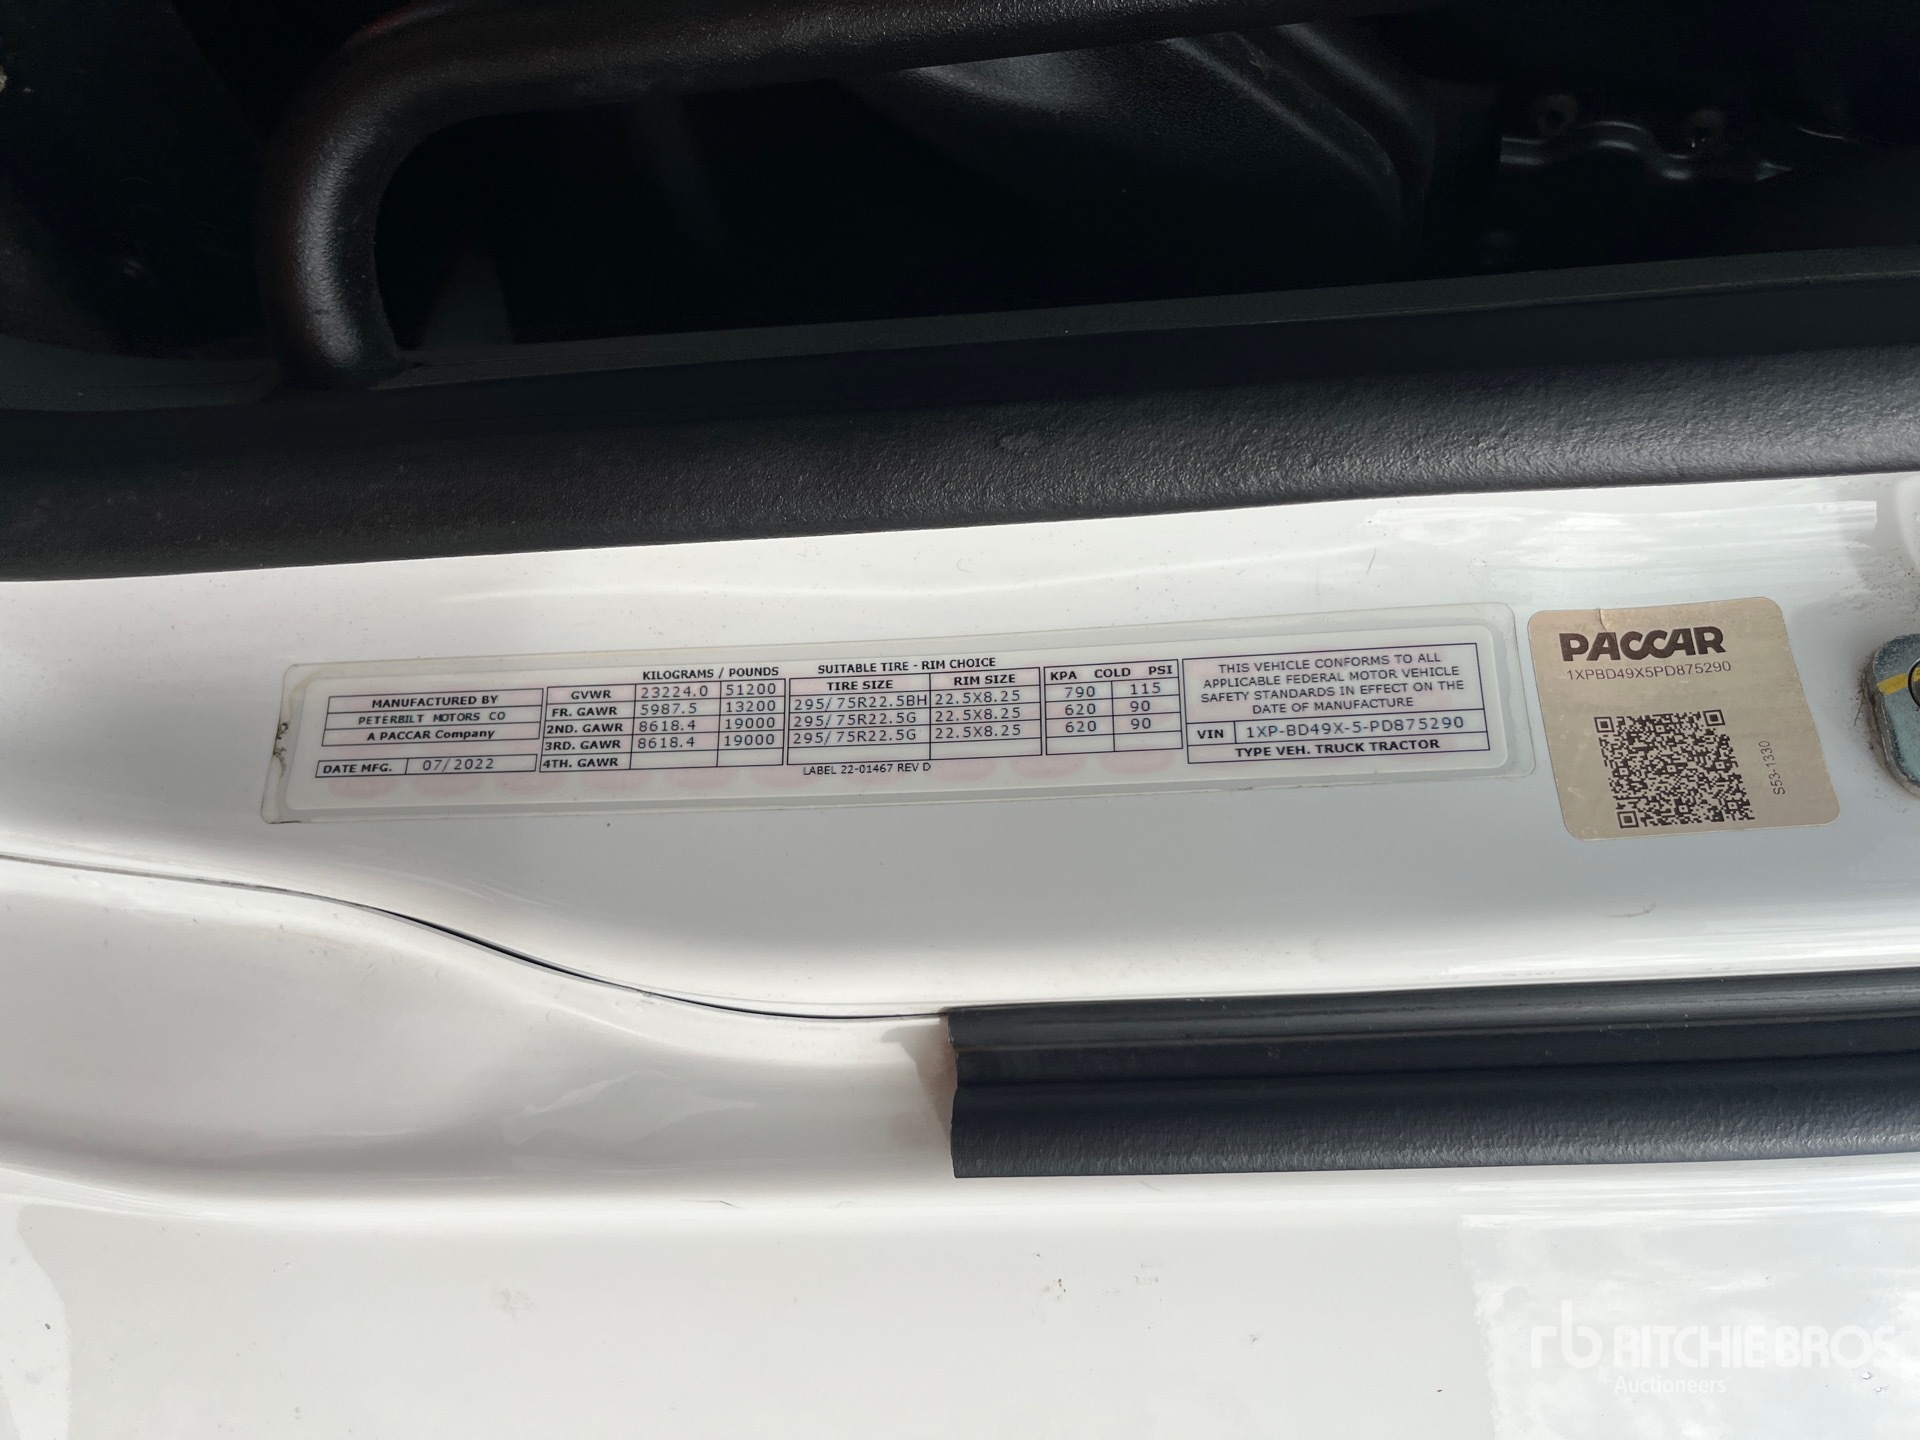 KILOGRAMS / POUNDS SUITABLE TIRE - RIM CHOICE
MANUFACTURED BY
PETERBILT MOTORS CO
A PACCAR Company
DATE MFG. 07/2022
GVWR 23224.0 51200
FR. GAWR 5987.5 13200
2ND. GAWR 8618.4 19000
3RD. GAWR 8618.4 19000
4TH. GAWR
TIRE SIZE RIM SIZE
295/75R22.5BH 22.5X8.25
295/75R22.5G 22.5X8.25
295/75R22.5G 22.5X8.25
LABEL 22-01467 REV D
KPA COLD PSI
790 115
620 90
620 90
THIS VEHICLE CONFORMS TO ALL
APPLICABLE FEDERAL MOTOR VEHICLE
SAFETY STANDARDS IN EFFECT ON THE
DATE OF MANUFACTURE
VIN 1XP-BD49X-5-PD875290
TYPE VEH. TRUCK TRACTOR
PACCAR
1XPBD49X5PD875290
S53-1330
rb RITCHIE BROS.
Auctioneers